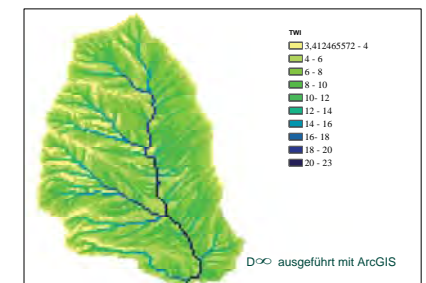 TWI
3,412465572 - 4
4 - 6
6 - 8
8 - 10
10- 12
12 - 14
14 - 16
16- 18
18 - 20
20 - 23
D∞ ausgeführt mit ArcGIS